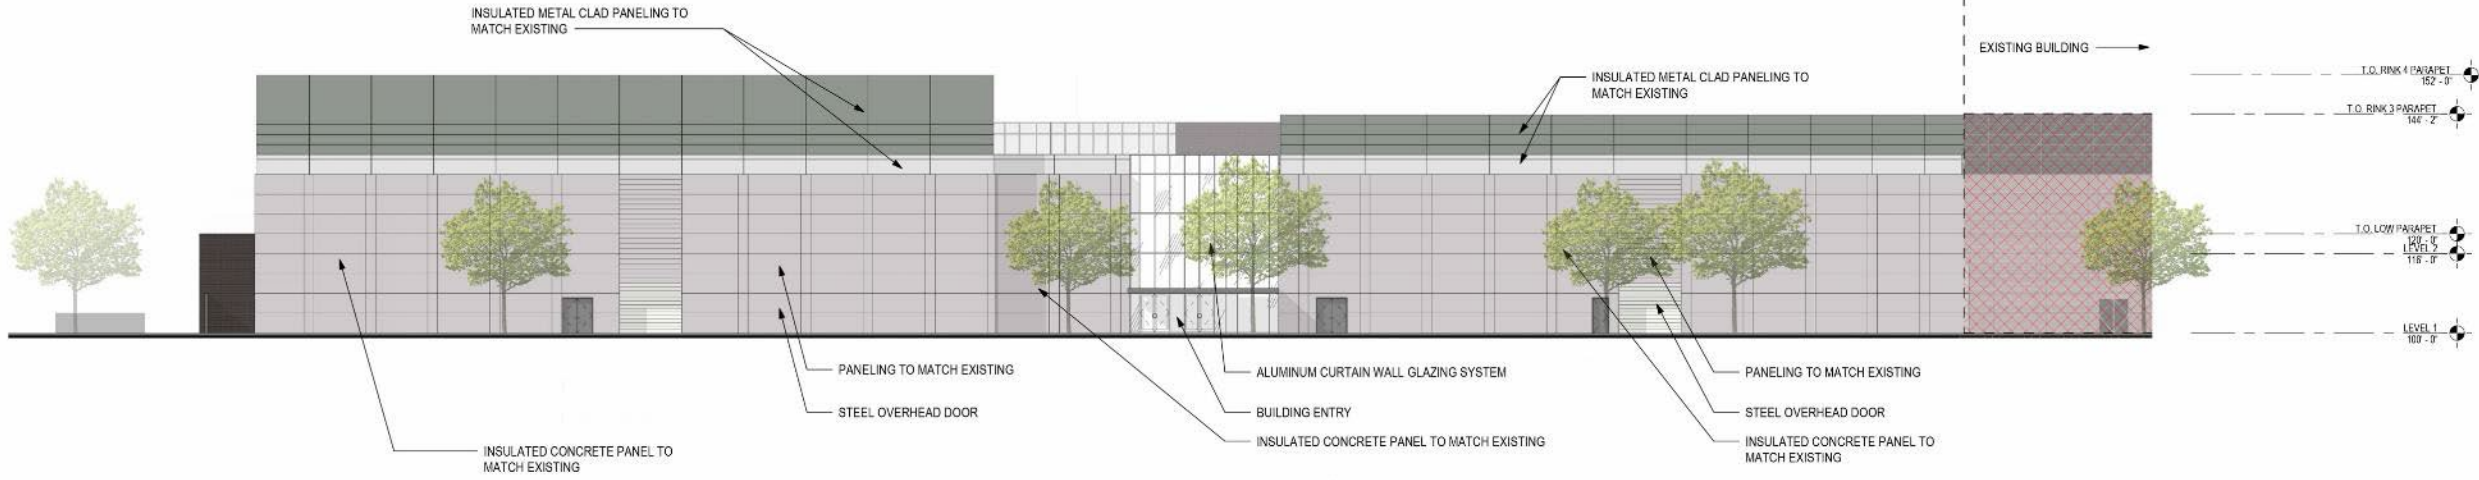 INSULATED METAL CLAD PANELING TO
MATCH EXISTING
INSULATED METAL CLAD PANELING TO
MATCH EXISTING
EXISTING BUILDING
T.O. RINK 4 PARAPET
152' - 0"
T.O. RINK 3 PARAPET
144' - 2"
T.O. LOW PARAPET
120' - 0"
LEVEL 2
116' - 0"
LEVEL 1
100' - 0"
PANELING TO MATCH EXISTING
STEEL OVERHEAD DOOR
INSULATED CONCRETE PANEL TO
MATCH EXISTING
ALUMINUM CURTAIN WALL GLAZING SYSTEM
BUILDING ENTRY
INSULATED CONCRETE PANEL TO MATCH EXISTING
PANELING TO MATCH EXISTING
STEEL OVERHEAD DOOR
INSULATED CONCRETE PANEL TO
MATCH EXISTING